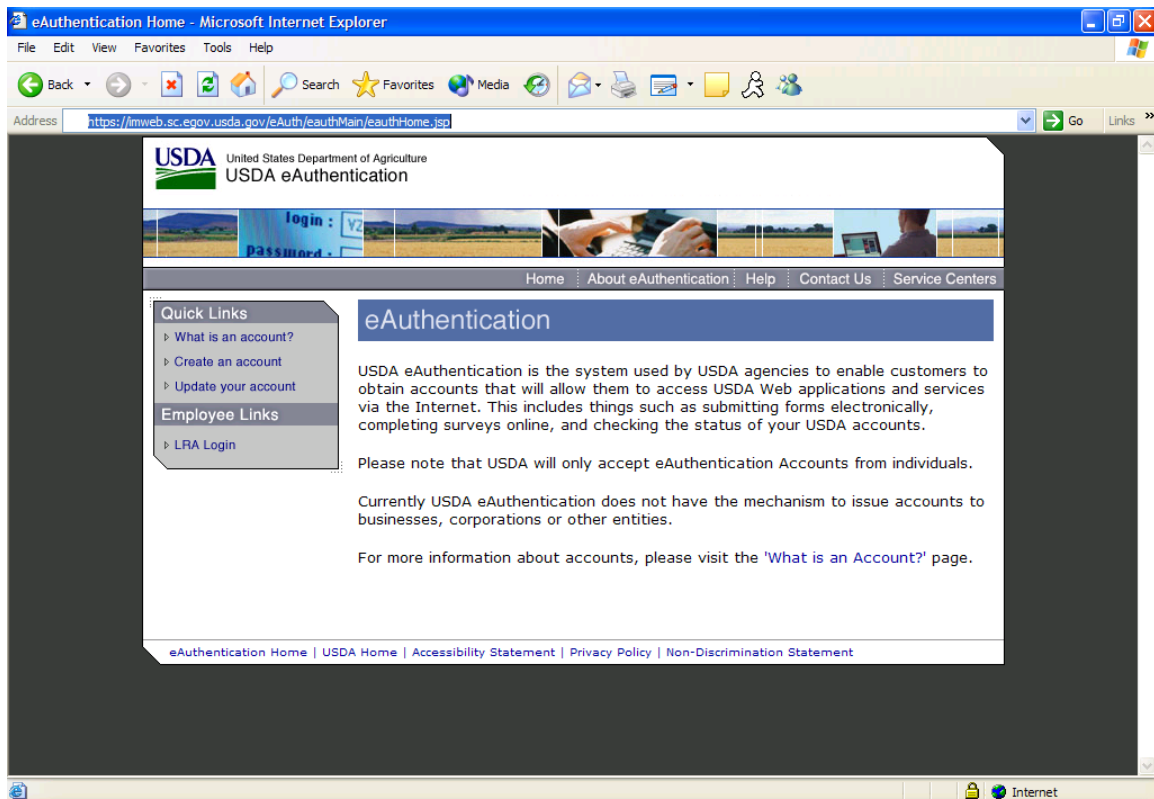 eAuthentication Home - Microsoft Internet Explorer
File Edit View Favorites Tools Help
Back Search Favorites Media
Address https://imweb.sc.egov.usda.gov/eAuth/eauthMain/eauthHome.jsp Go Links »
USDA United States Department of Agriculture
USDA eAuthentication
login : YZ
password :
Home About eAuthentication Help Contact Us Service Centers
Quick Links
What is an account?
Create an account
Update your account
Employee Links
LRA Login
eAuthentication
USDA eAuthentication is the system used by USDA agencies to enable customers to
obtain accounts that will allow them to access USDA Web applications and services
via the Internet. This includes things such as submitting forms electronically,
completing surveys online, and checking the status of your USDA accounts.
Please note that USDA will only accept eAuthentication Accounts from individuals.
Currently USDA eAuthentication does not have the mechanism to issue accounts to
businesses, corporations or other entities.
For more information about accounts, please visit the 'What is an Account?' page.
eAuthentication Home | USDA Home | Accessibility Statement | Privacy Policy | Non-Discrimination Statement
Internet